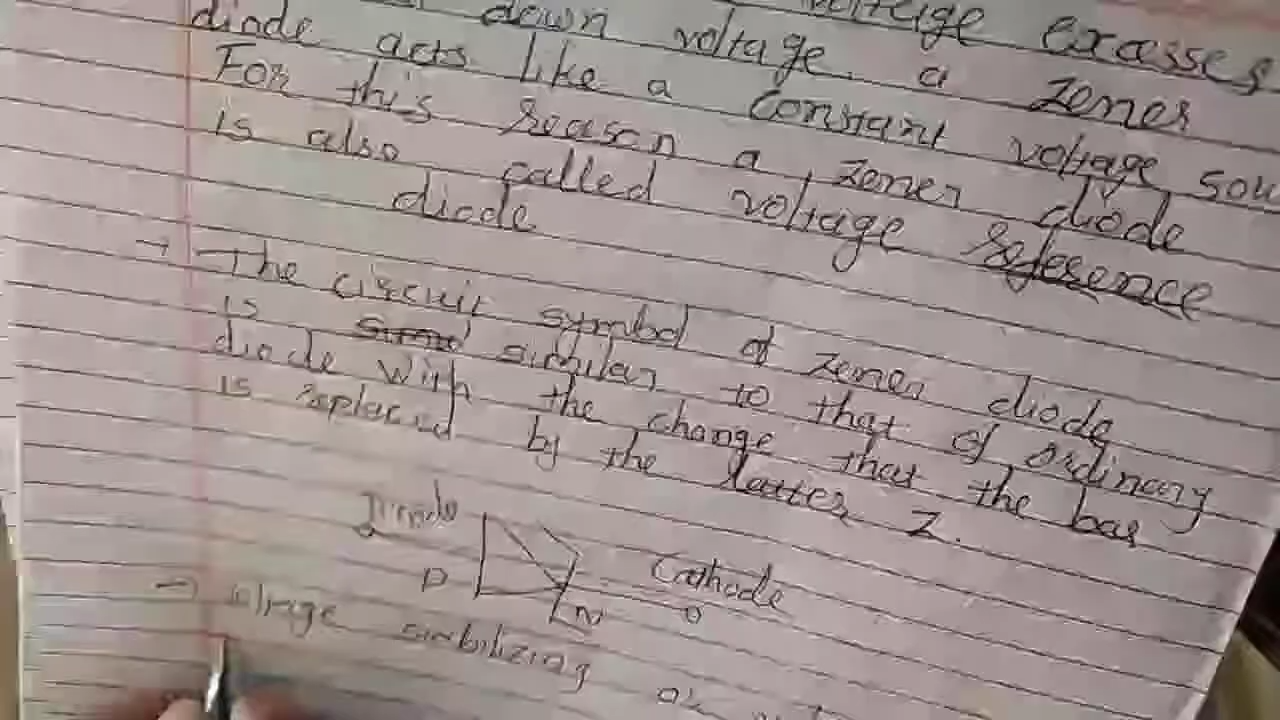 voltage exasses
down voltage a zener
diode acts like a constant voltage sou
For this reason a zener diode
is also called voltage reference
diode
→ The circuit symbol of zener diode
is similar to that of ordinary
diode with the change that the bar
is replaced by the latter Z.
Cathode
P N
→ oltage